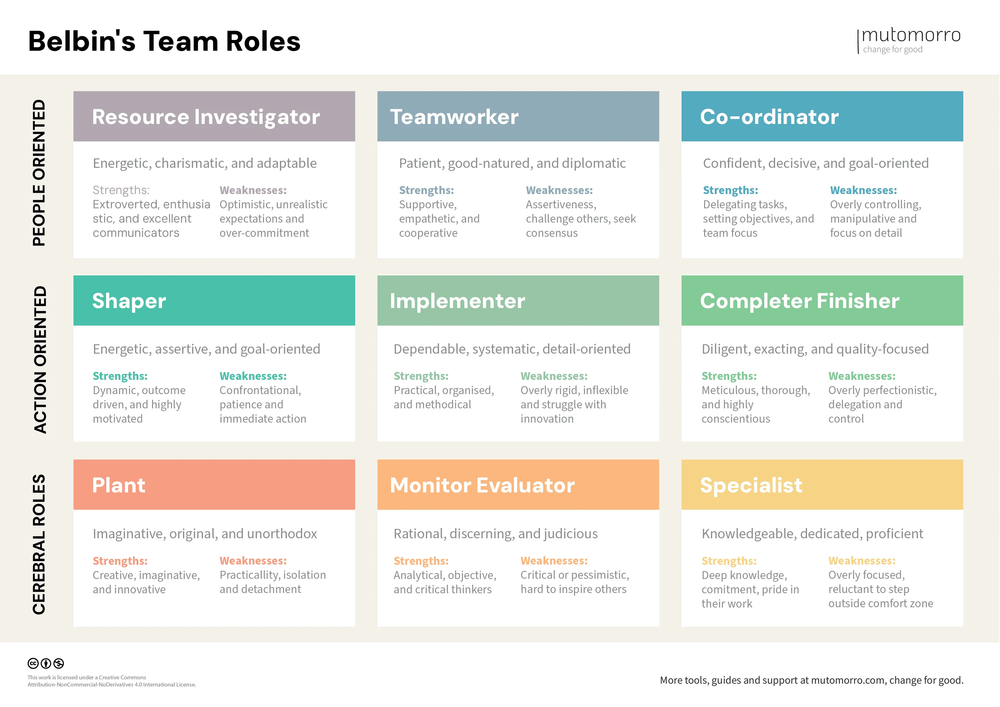 Belbin's Team Roles
mutomorro
change for good
PEOPLE ORIENTED
Resource Investigator
Energetic, charismatic, and adaptable
Strengths:
Extroverted, enthusia
stic, and excellent
communicators
Weaknesses:
Optimistic, unrealistic
expectations and
over-commitment
Teamworker
Patient, good-natured, and diplomatic
Strengths:
Supportive,
empathetic, and
cooperative
Weaknesses:
Assertiveness,
challenge others, seek
consensus
Co-ordinator
Confident, decisive, and goal-oriented
Strengths:
Delegating tasks,
setting objectives, and
team focus
Weaknesses:
Overly controlling,
manipulative and
focus on detail
ACTION ORIENTED
Shaper
Energetic, assertive, and goal-oriented
Strengths:
Dynamic, outcome
driven, and highly
motivated
Weaknesses:
Confrontational,
patience and
immediate action
Implementer
Dependable, systematic, detail-oriented
Strengths:
Practical, organised,
and methodical
Weaknesses:
Overly rigid, inflexible
and struggle with
innovation
Completer Finisher
Diligent, exacting, and quality-focused
Strengths:
Meticulous, thorough,
and highly
conscientious
Weaknesses:
Overly perfectionistic,
delegation and
control
CEREBRAL ROLES
Plant
Imaginative, original, and unorthodox
Strengths:
Creative, imaginative,
and innovative
Weaknesses:
Practicallity, isolation
and detachment
Monitor Evaluator
Rational, discerning, and judicious
Strengths:
Analytical, objective,
and critical thinkers
Weaknesses:
Critical or pessimistic,
hard to inspire others
Specialist
Knowledgeable, dedicated, proficient
Strengths:
Deep knowledge,
comitment, pride in
their work
Weaknesses:
Overly focused,
reluctant to step
outside comfort zone
cc
This work is licensed under a Creative Commons
Attribution-NonCommercial-NoDerivatives 4.0 International License.
More tools, guides and support at mutomorro.com, change for good.